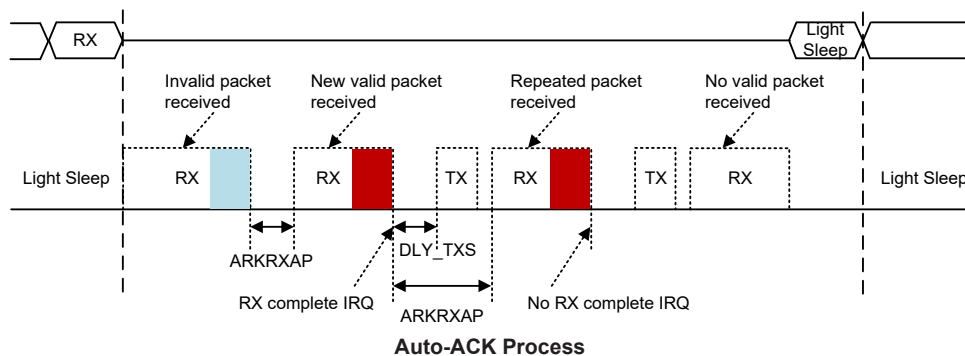 RX
Light
Sleep
Invalid packet
received
New valid packet
received
Repeated packet
received
No valid packet
received
Light Sleep
RX
RX
TX
RX
TX
RX
Light Sleep
ARKRXAP
DLY_TXS
RX complete IRQ
ARKRXAP
No RX complete IRQ
Auto-ACK Process